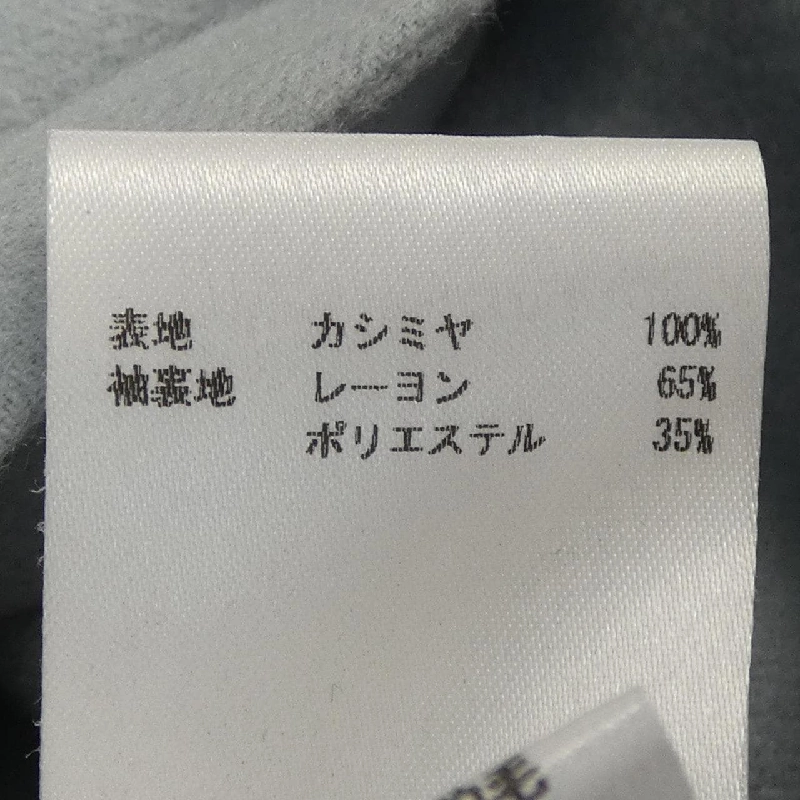 表地 カシミヤ 100%
袖裏地 レーヨン 65%
ポリエステル 35%
毛